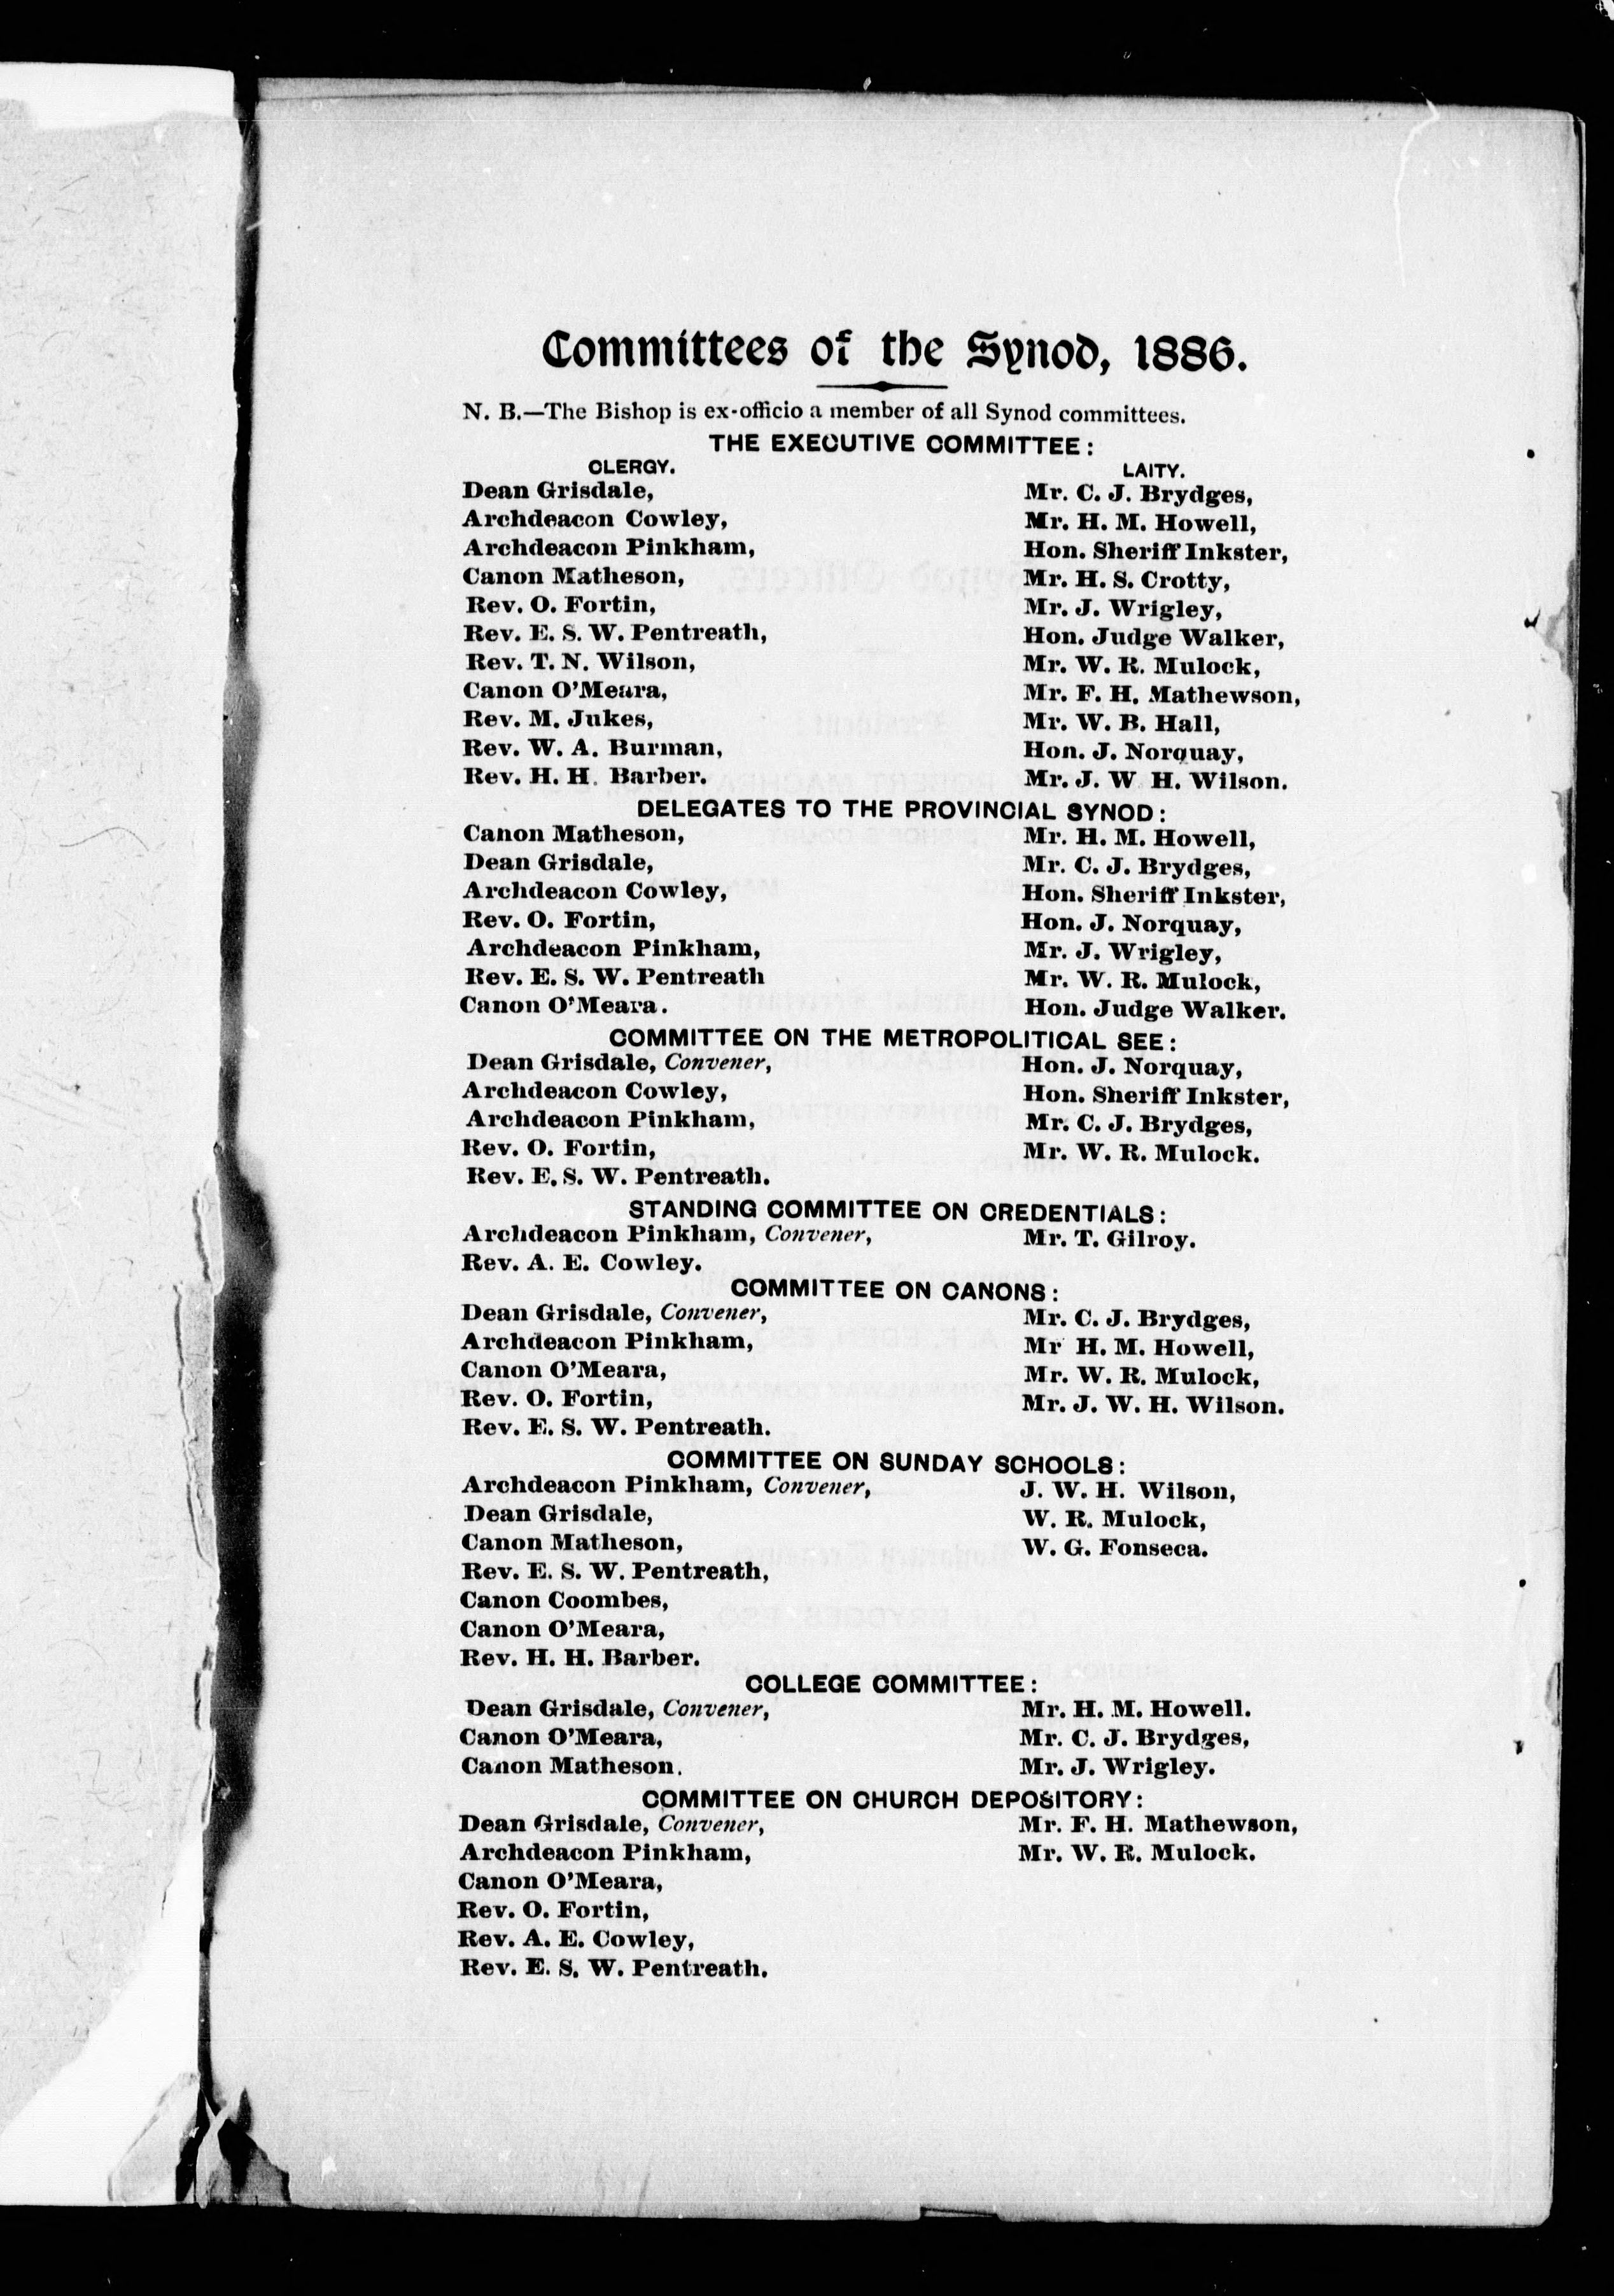 Committees of the Synod, 1886.
N. B.—The Bishop is ex-officio a member of all Synod committees.
THE EXECUTIVE COMMITTEE:
CLERGY. LAITY.
Dean Grisdale, Mr. C. J. Brydges,
Archdeacon Cowley, Mr. H. M. Howell,
Archdeacon Pinkham, Hon. Sheriff Inkster,
Canon Matheson, Mr. H. S. Crotty,
Rev. O. Fortin, Mr. J. Wrigley,
Rev. E. S. W. Pentreath, Hon. Judge Walker,
Rev. T. N. Wilson, Mr. W. R. Mulock,
Canon O'Meara, Mr. F. H. Mathewson,
Rev. M. Jukes, Mr. W. B. Hall,
Rev. W. A. Burman, Hon. J. Norquay,
Rev. H. H. Barber. Mr. J. W H. Wilson.
DELEGATES TO THE PROVINCIAL SYNOD:
Canon Matheson, Mr. H. M. Howell,
Dean Grisdale, Mr. C. J. Brydges,
Archdeacon Cowley, Hon. Sheriff Inkster,
Rev. O. Fortin, Hon. J. Norquay,
Archdeacon Pinkham, Mr. J. Wrigley,
Rev. E. S. W. Pentreath Mr. W. R. Mulock,
Canon O'Meara. Hon. Judge Walker.
COMMITTEE ON THE METROPOLITICAL SEE:
Dean Grisdale, Convener, Hon. J. Norquay,
Archdeacon Cowley, Hon. Sheriff Inkster,
Archdeacon Pinkham, Mr. C. J. Brydges,
Rev. O. Fortin, Mr. W. R. Mulock.
Rev. E. S. W. Pentreath.
STANDING COMMITTEE ON CREDENTIALS:
Archdeacon Pinkham, Convener, Mr. T. Gilroy.
Rev. A. E. Cowley.
COMMITTEE ON CANONS:
Dean Grisdale, Convener, Mr. C. J. Brydges,
Archdeacon Pinkham, Mr H. M. Howell,
Canon O'Meara, Mr. W. R. Mulock,
Rev. O. Fortin, Mr. J. W. H. Wilson.
Rev. E. S. W. Pentreath.
COMMITTEE ON SUNDAY SCHOOLS:
Archdeacon Pinkham, Convener, J. W. H. Wilson,
Dean Grisdale, W. R. Mulock,
Canon Matheson, W. G. Fonseca.
Rev. E. S. W. Pentreath,
Canon Coombes,
Canon O'Meara,
Rev. H. H. Barber.
COLLEGE COMMITTEE:
Dean Grisdale, Convener, Mr. H. M. Howell.
Canon O'Meara, Mr. C. J. Brydges,
Canon Matheson. Mr. J. Wrigley.
COMMITTEE ON CHURCH DEPOSITORY:
Dean Grisdale, Convener, Mr. F. H. Mathewson,
Archdeacon Pinkham, Mr. W. R. Mulock.
Canon O'Meara,
Rev. O. Fortin,
Rev. A. E. Cowley,
Rev. E. S. W. Pentreath.